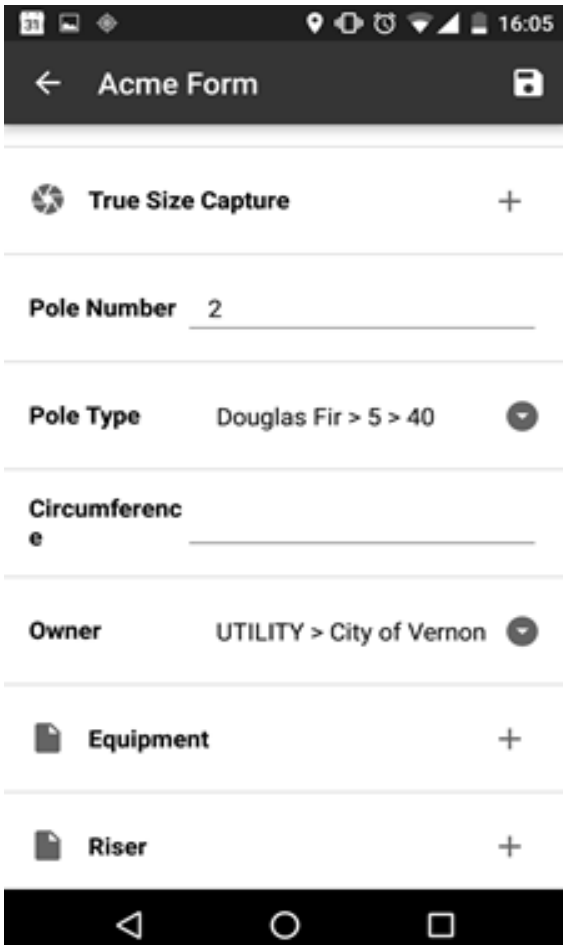 31 16:05
Acme Form
True Size Capture
Pole Number 2
Pole Type Douglas Fir > 5 > 40
Circumferenc
e
Owner UTILITY > City of Vernon
Equipment
Riser